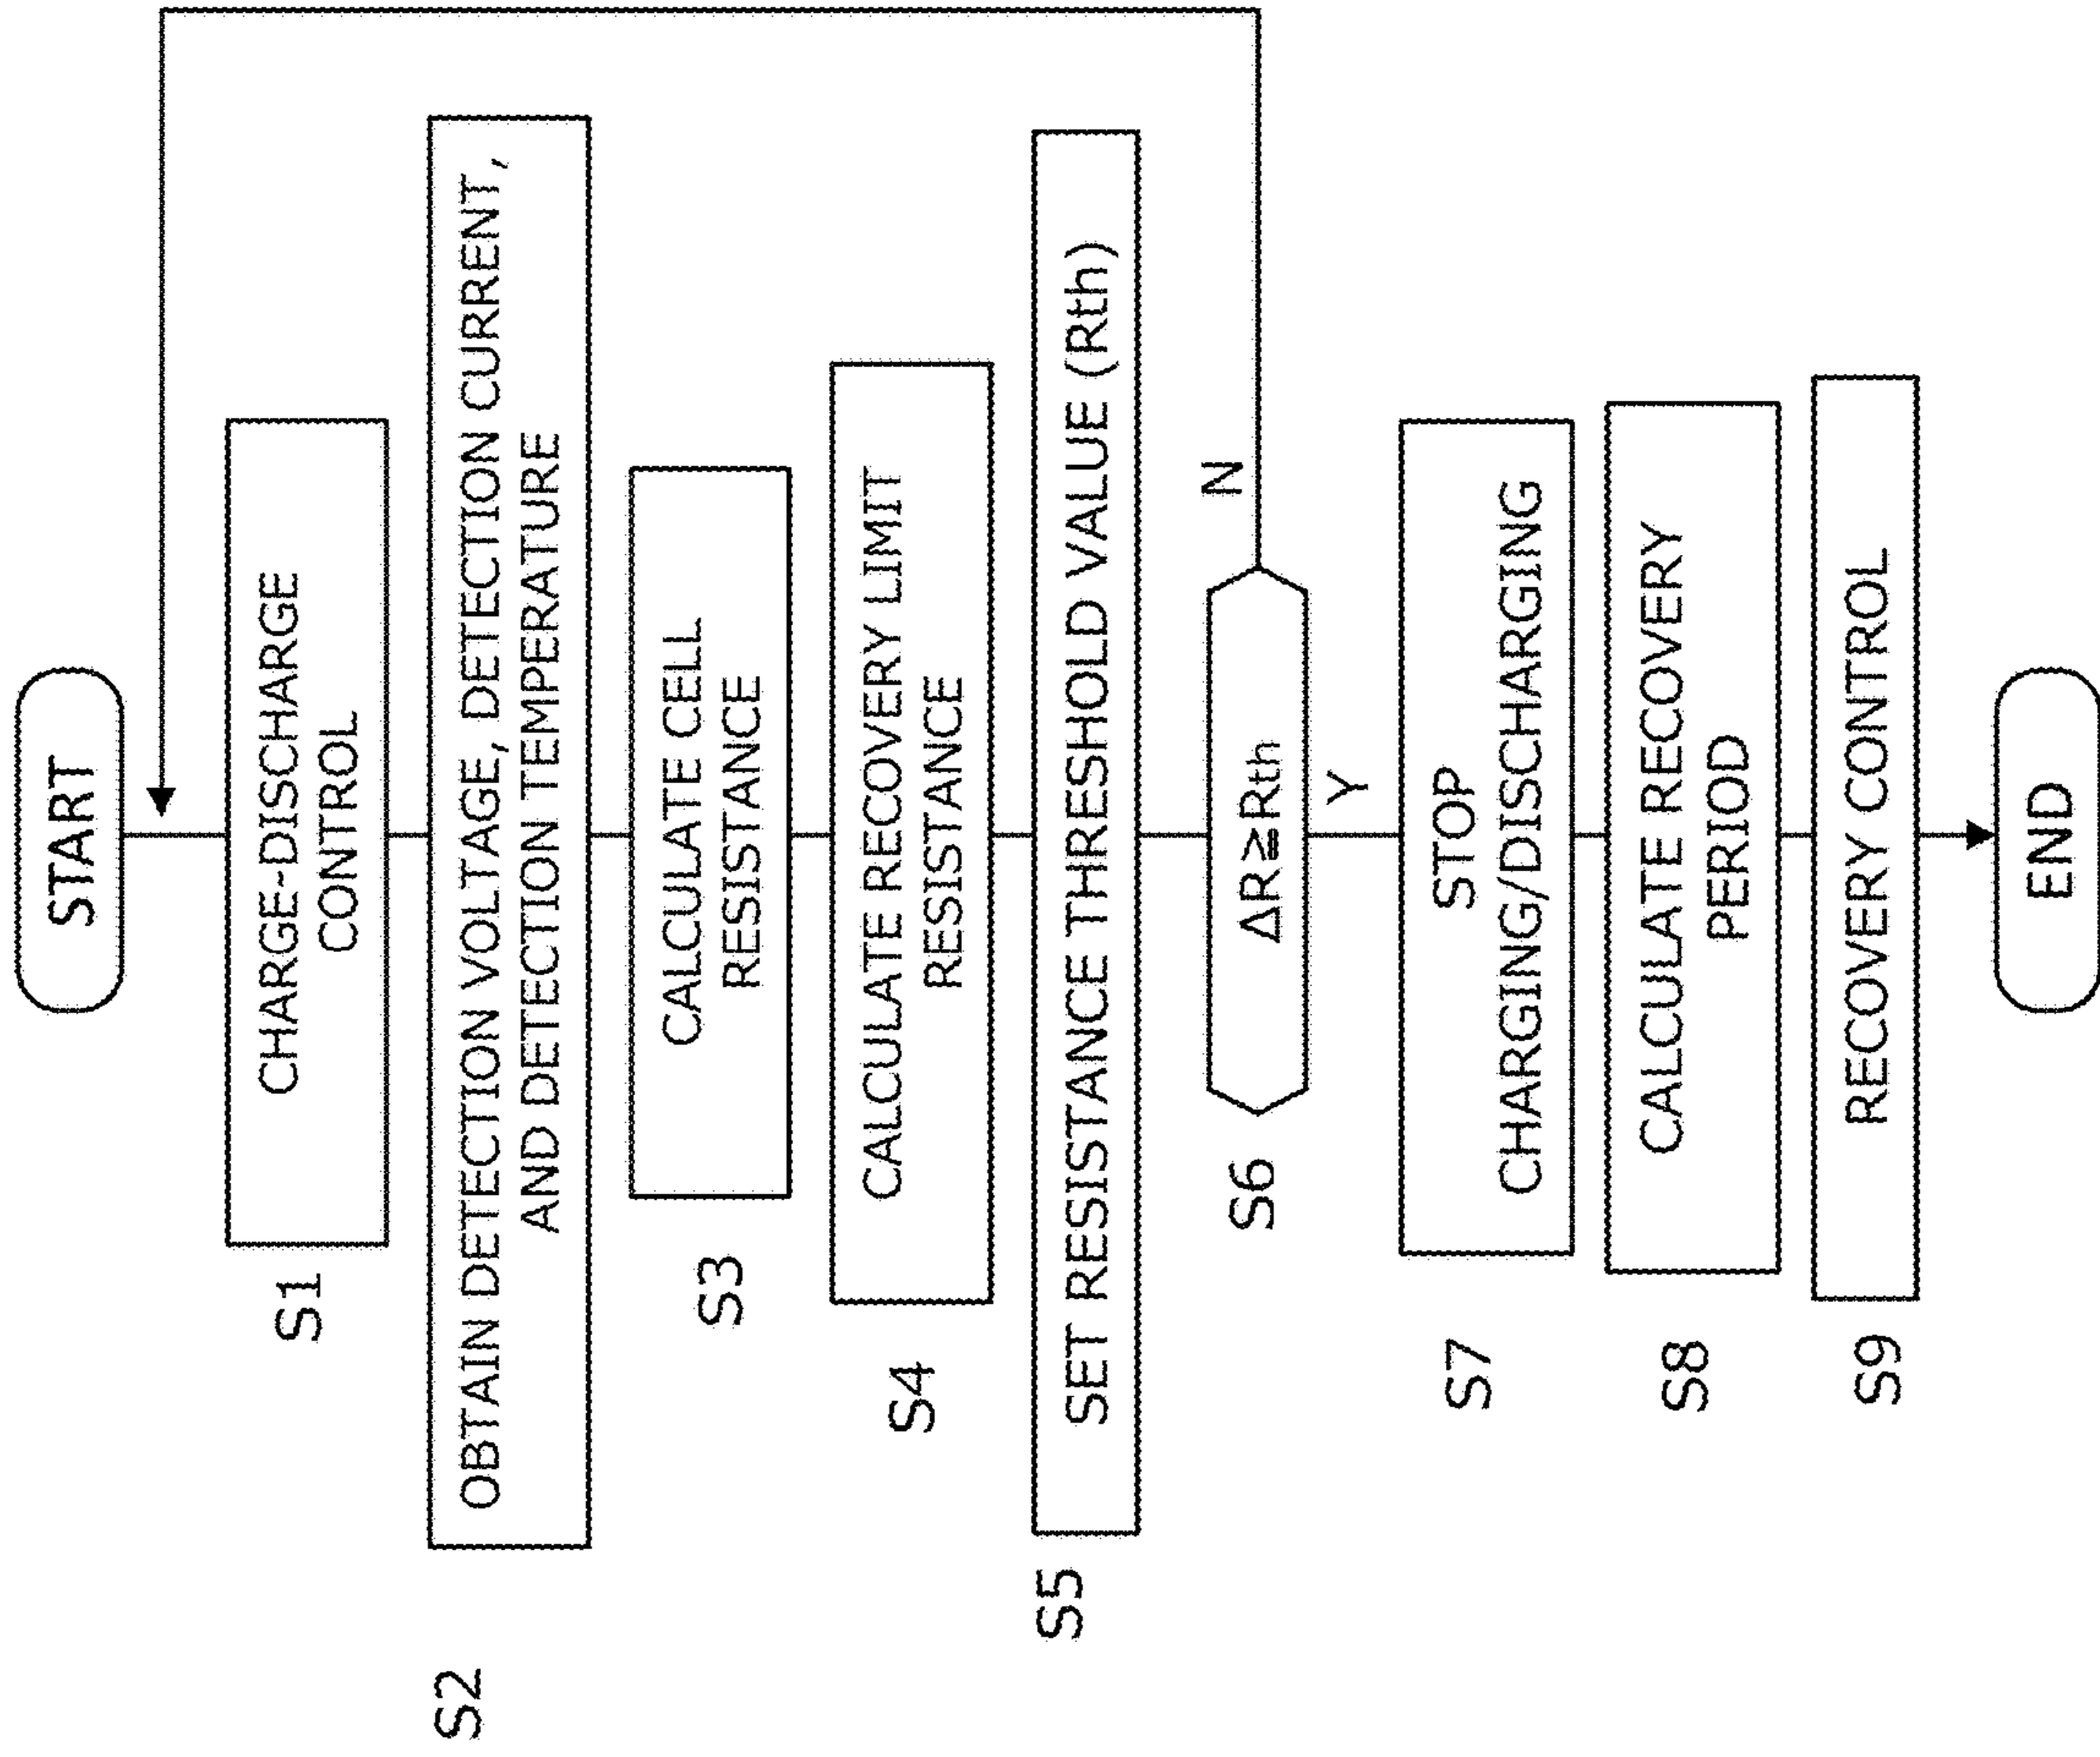 START
S1
CHARGE-DISCHARGE
CONTROL
S2
OBTAIN DETECTION VOLTAGE, DETECTION CURRENT,
AND DETECTION TEMPERATURE
S3
CALCULATE CELL
RESISTANCE
S4
CALCULATE RECOVERY LIMIT
RESISTANCE
S5
SET RESISTANCE THRESHOLD VALUE (Rth)
S6
ΔR≧Rth
N
Y
S7
STOP
CHARGING/DISCHARGING
S8
CALCULATE RECOVERY
PERIOD
S9
RECOVERY CONTROL
END